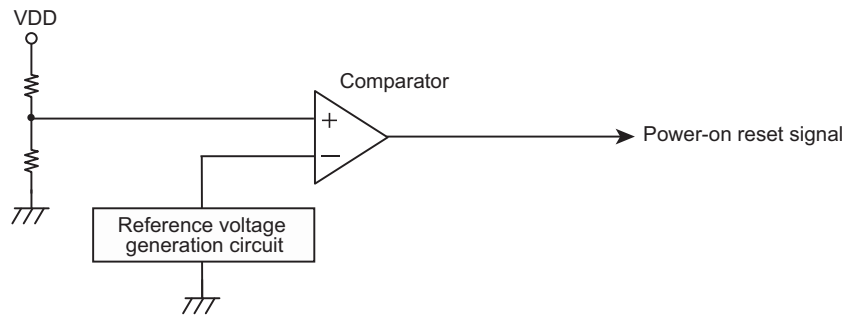 VDD
Comparator
+
−
Power-on reset signal
Reference voltage
generation circuit